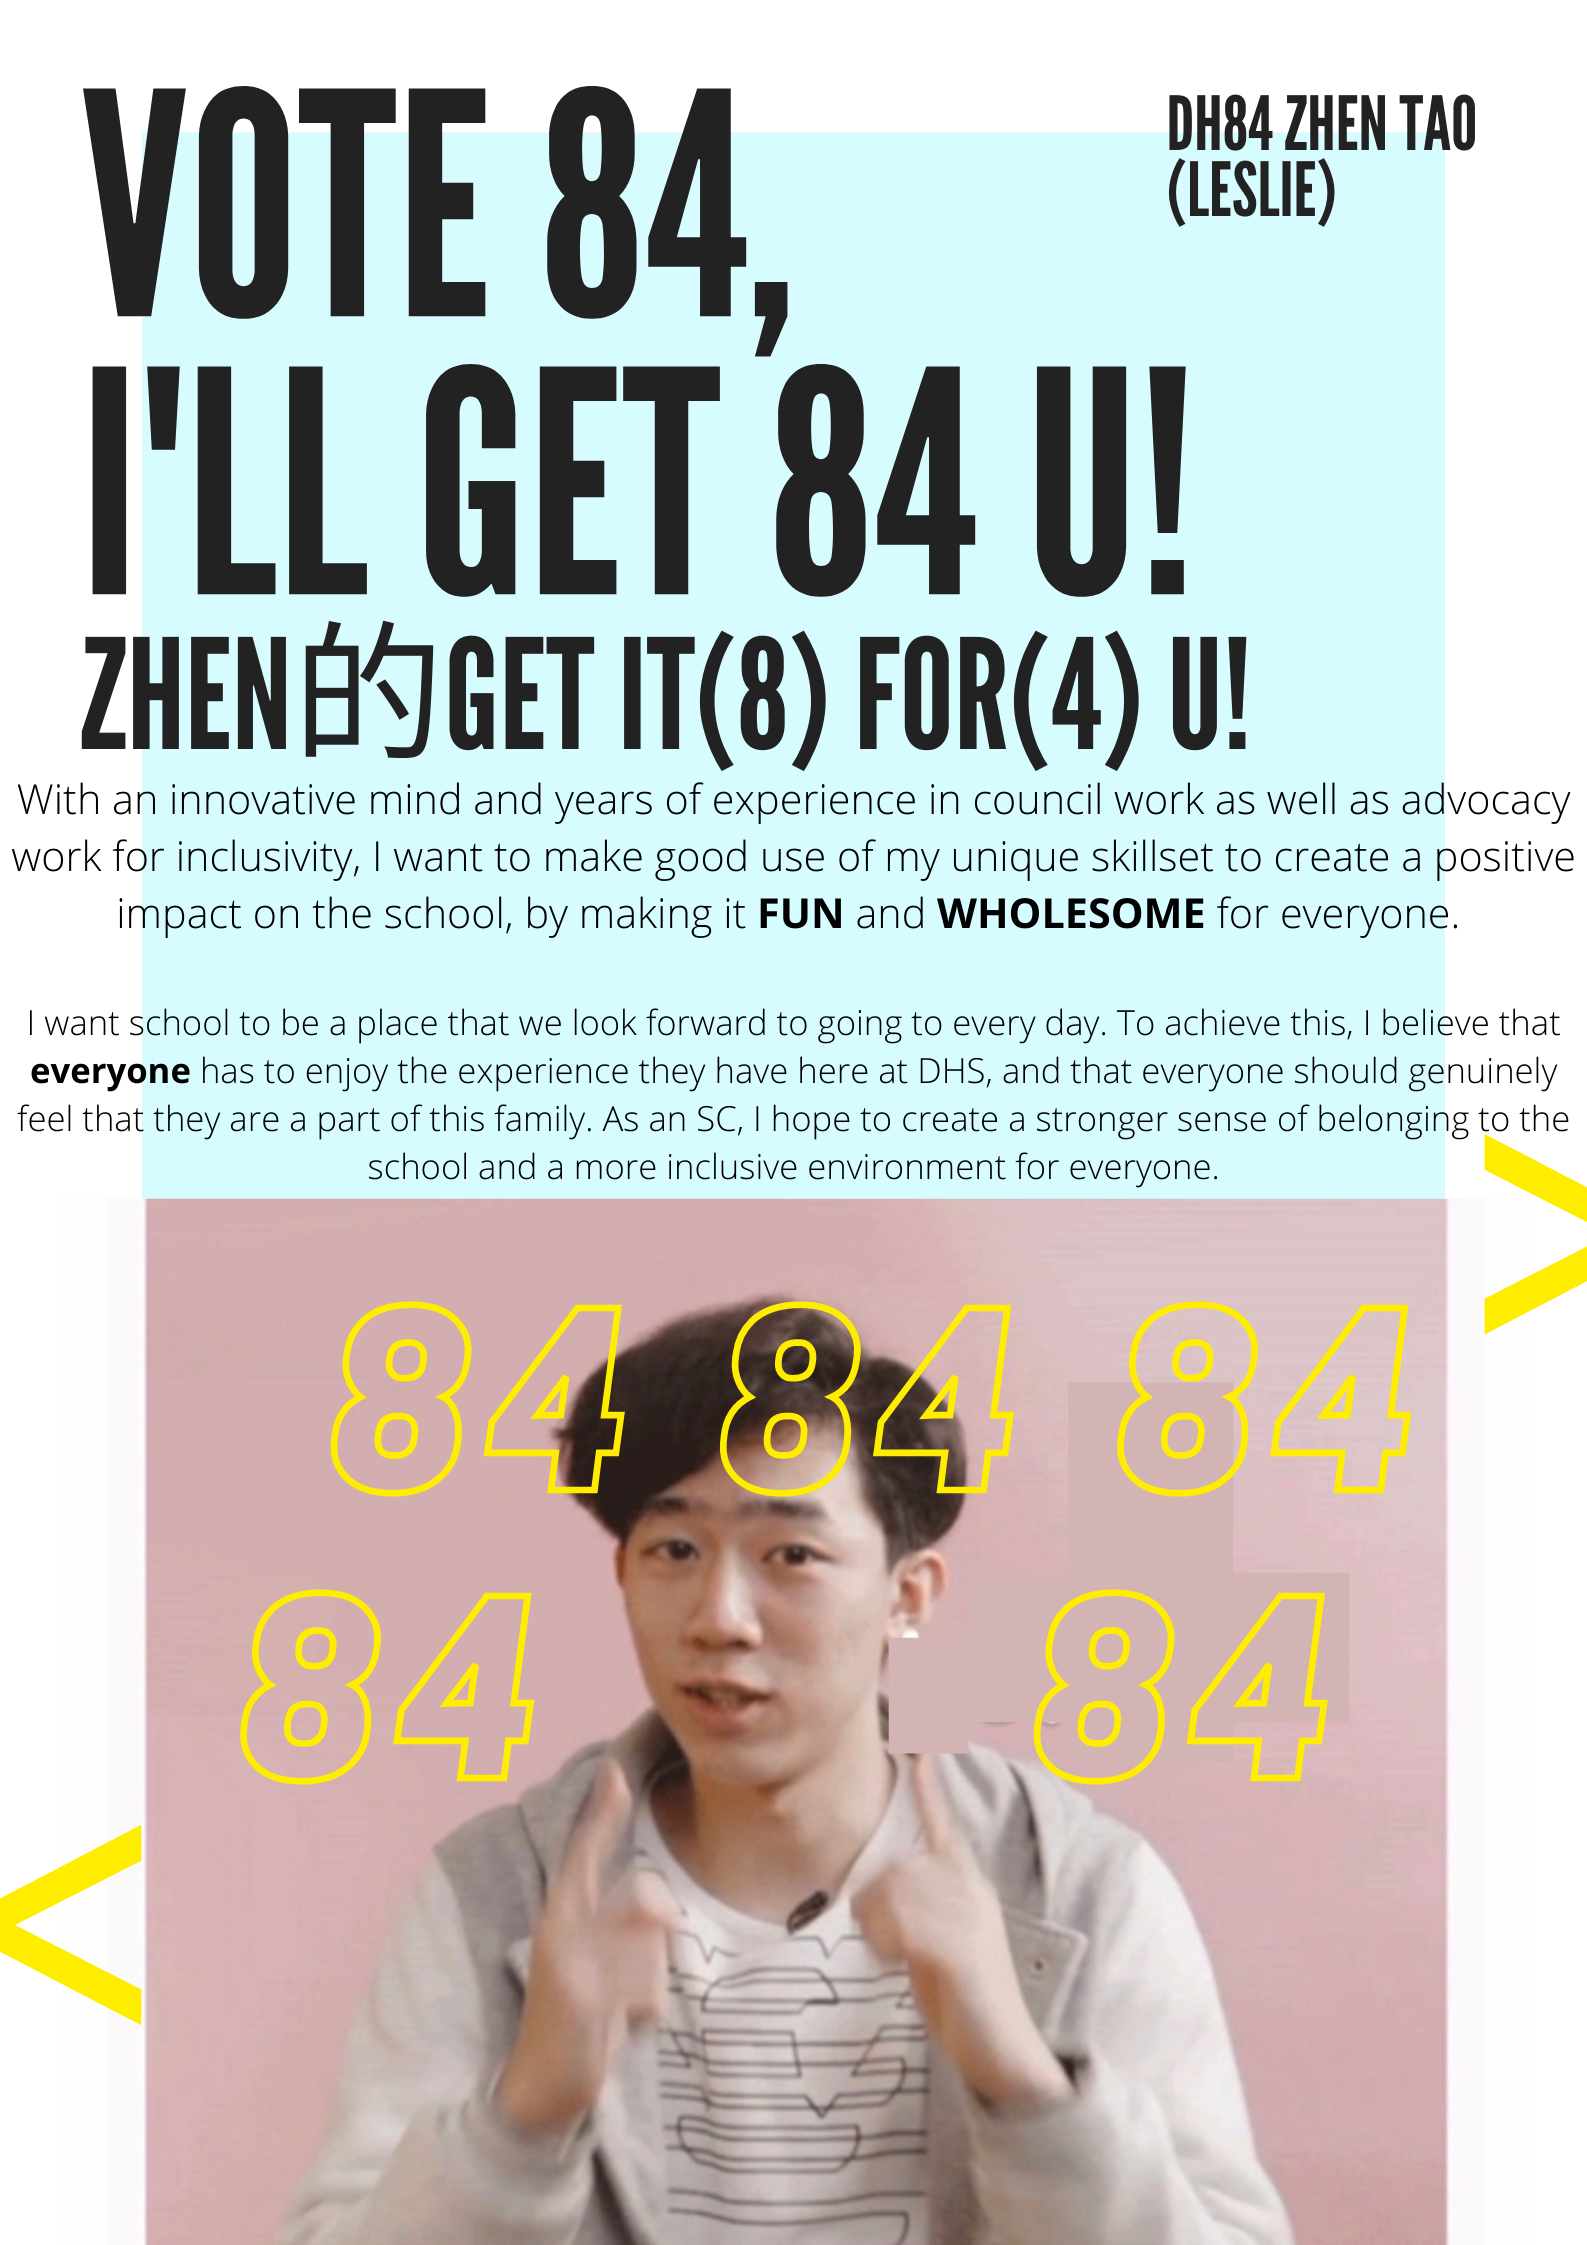 VOTE 84,
I'LL GET 84 U!
ZHEN的GET IT(8) FOR(4) U!
DH84 ZHEN TAO
(LESLIE)
With an innovative mind and years of experience in council work as well as advocacy
work for inclusivity, I want to make good use of my unique skillset to create a positive
impact on the school, by making it FUN and WHOLESOME for everyone.
I want school to be a place that we look forward to going to every day. To achieve this, I believe that
everyone has to enjoy the experience they have here at DHS, and that everyone should genuinely
feel that they are a part of this family. As an SC, I hope to create a stronger sense of belonging to the
school and a more inclusive environment for everyone.
84 84 84
84 84